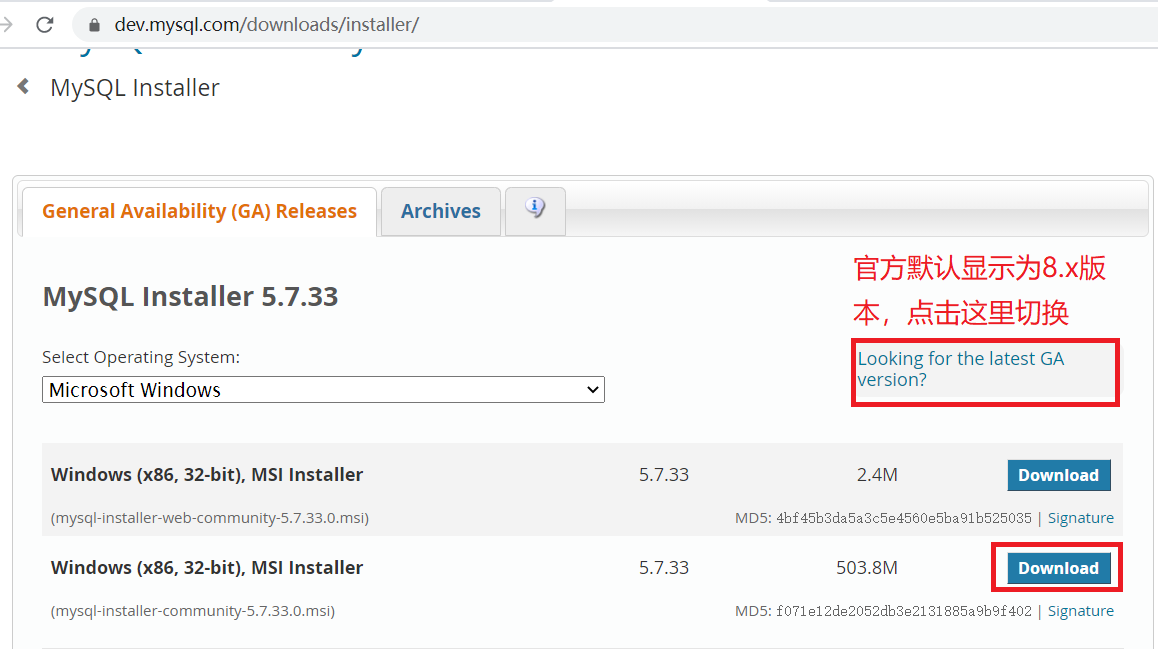 dev.mysql.com/downloads/installer/
MySQL Installer
General Availability (GA) Releases
Archives
官方默认显示为8.x版
本，点击这里切换
MySQL Installer 5.7.33
Select Operating System:
Looking for the latest GA
version?
Microsoft Windows
Windows (x86, 32-bit), MSI Installer 5.7.33 2.4M Download
(mysql-installer-web-community-5.7.33.0.msi) MD5: 4bf45b3da5a3c5e4560e5ba91b525035 | Signature
Windows (x86, 32-bit), MSI Installer 5.7.33 503.8M Download
(mysql-installer-community-5.7.33.0.msi) MD5: f071e12de2052db3e2131885a9b9f402 | Signature